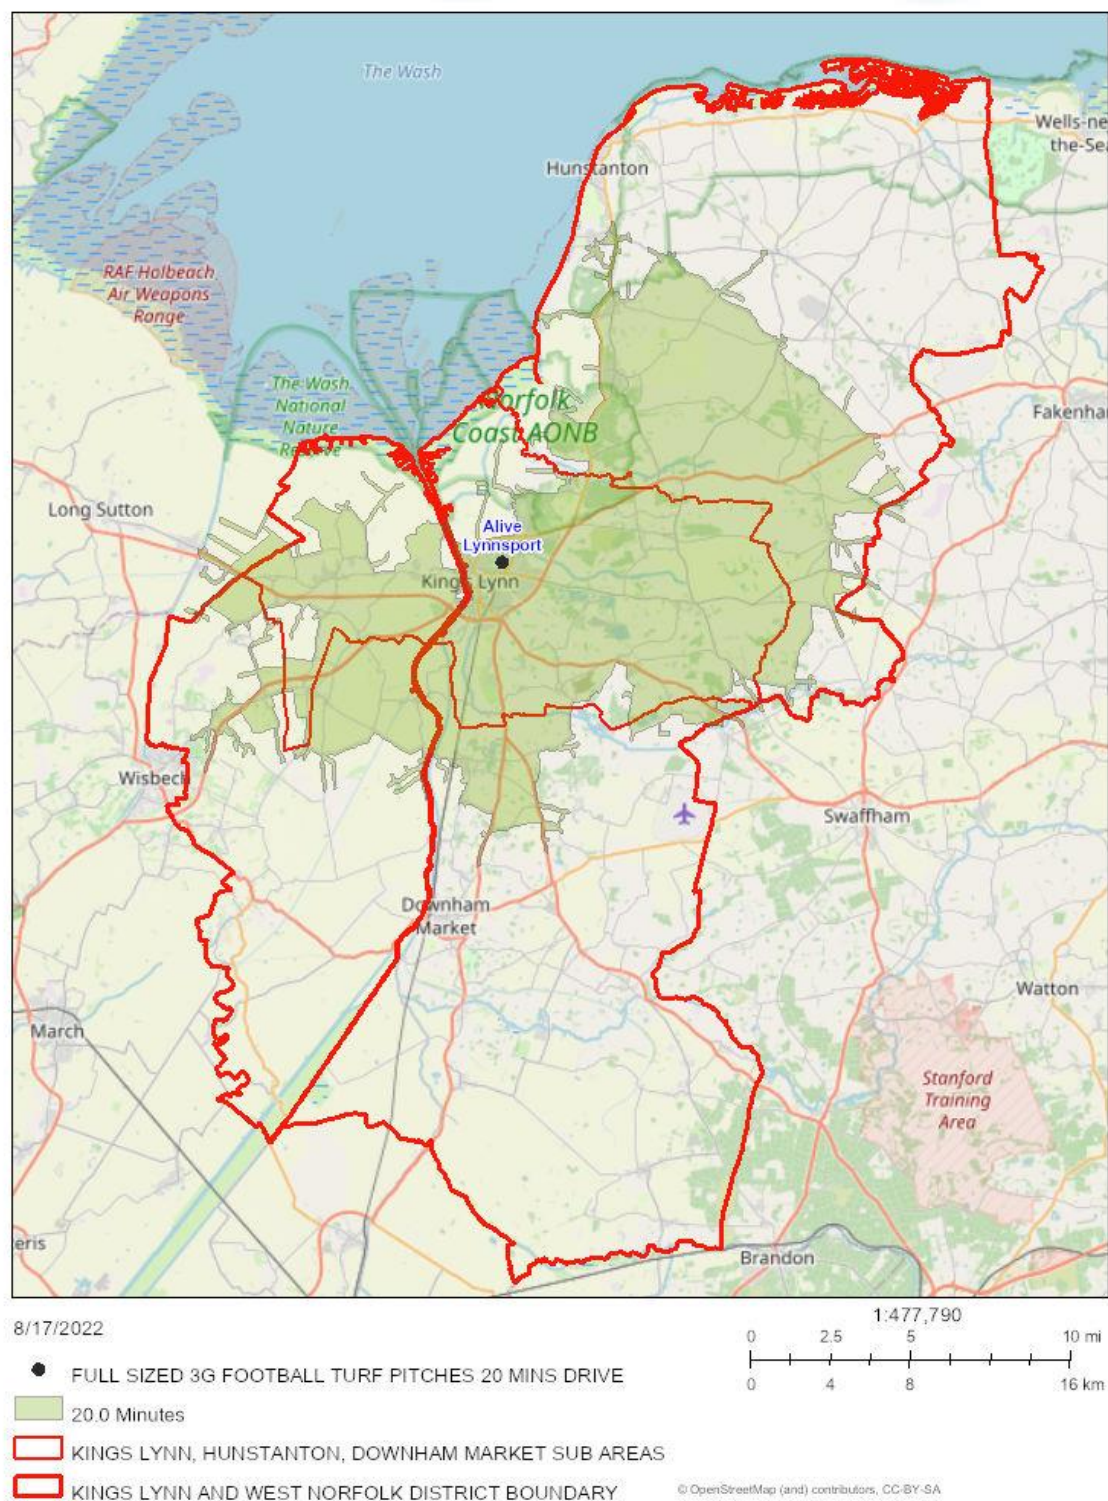 The Wash
Wells-ne
the-Sea
Hunstanton
RAF Holbeach
Air Weapons
Range
The Wash
National
Nature
Reserve
Norfolk
Coast AONB
Fakenha
Long Sutton
Alive
Lynnsport
King's Lynn
Wisbech
Swaffham
Downham
Market
Watton
March
Stanford
Training
Area
eris
Brandon
8/17/2022
1:477,790
0 2.5 5 10 mi
0 4 8 16 km
FULL SIZED 3G FOOTBALL TURF PITCHES 20 MINS DRIVE
20.0 Minutes
KINGS LYNN, HUNSTANTON, DOWNHAM MARKET SUB AREAS
KINGS LYNN AND WEST NORFOLK DISTRICT BOUNDARY
© OpenStreetMap (and) contributors, CC-BY-SA